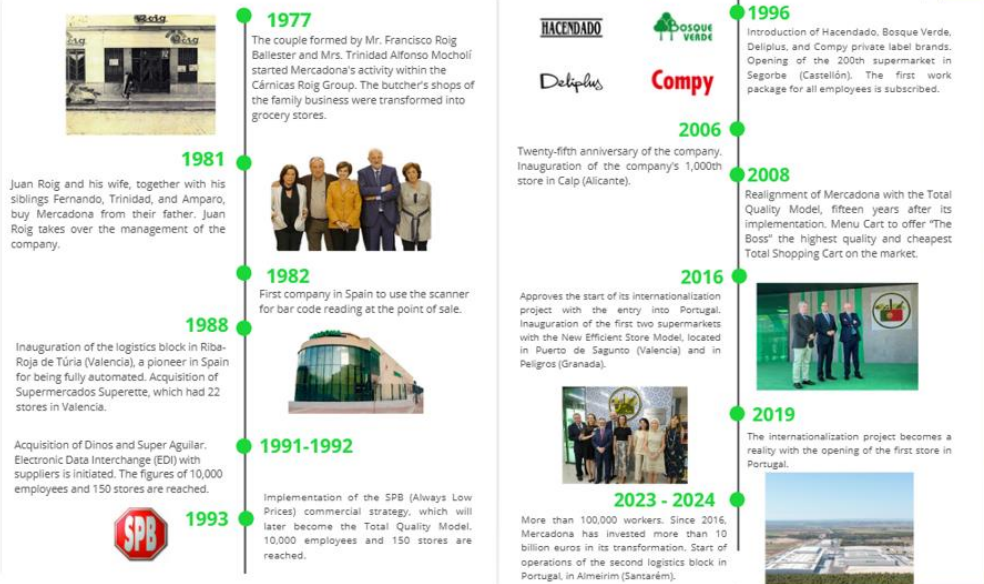 Roig
Roig
Roig
1977
The couple formed by Mr. Francisco Roig
Ballester and Mrs. Trinidad Alfonso Mocholí
started Mercadona's activity within the
Cárnicas Roig Group. The butcher's shops of
the family business were transformed into
grocery stores.
1981
Juan Roig and his wife, together with his
siblings Fernando, Trinidad, and Amparo,
buy Mercadona from their father. Juan
Roig takes over the management of the
company.
1982
First company in Spain to use the scanner
for bar code reading at the point of sale.
1988
Inauguration of the logistics block in Riba-
Roja de Túria (Valencia), a pioneer in Spain
for being fully automated. Acquisition of
Supermercados Superette, which had 22
stores in Valencia.
1991-1992
Acquisition of Dinos and Super Aguilar.
Electronic Data Interchange (EDI) with
suppliers is initiated. The figures of 10,000
employees and 150 stores are reached.
1993
SPB
Implementation of the SPB (Always Low
Prices) commercial strategy, which will
later become the Total Quality Model.
10,000 employees and 150 stores are
reached.
HACENDADO
BOSQUE
VERDE
Deliplus
Compy
1996
Introduction of Hacendado, Bosque Verde,
Deliplus, and Compy private label brands.
Opening of the 200th supermarket in
Segorbe (Castellón). The first work
package for all employees is subscribed.
2006
Twenty-fifth anniversary of the company.
Inauguration of the company's 1,000th
store in Calp (Alicante).
2008
Realignment of Mercadona with the Total
Quality Model, fifteen years after its
implementation. Menu Cart to offer "The
Boss" the highest quality and cheapest
Total Shopping Cart on the market.
2016
Approves the start of its internationalization
project with the entry into Portugal.
Inauguration of the first two supermarkets
with the New Efficient Store Model, located
in Puerto de Sagunto (Valencia) and in
Peligros (Granada).
2019
The internationalization project becomes a
reality with the opening of the first store in
Portugal.
2023 - 2024
More than 100,000 workers. Since 2016,
Mercadona has invested more than 10
billion euros in its transformation. Start of
operations of the second logistics block in
Portugal, in Almeirim (Santarém).